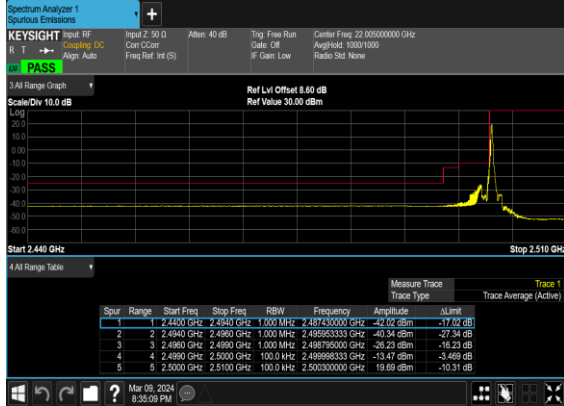 Spectrum Analyzer 1
Spurious Emissions
KEYSIGHT Input: RF Input Z: 50 Ω Atten: 40 dB Trig: Free Run Center Freq: 22.005000000 GHz
R T Coupling: DC Corr CCorr Gate: Off Avg|Hold: 1000/1000
Align: Auto Freq Ref: Int (S) IF Gain: Low Radio Std: None
PASS
3 All Range Graph
Ref Lvl Offset 8.60 dB
Scale/Div 10.0 dB Ref Value 30.00 dBm
Log
20.0
10.0
0.00
-10.0
-20.0
-30.0
-40.0
-50.0
-60.0
Start 2.440 GHz Stop 2.510 GHz
4 All Range Table
Measure Trace Trace 1
Trace Type Trace Average (Active)
Spur Range Start Freq Stop Freq RBW Frequency Amplitude ΔLimit
1 1 2.4400 GHz 2.4940 GHz 1.000 MHz 2.487430000 GHz -42.02 dBm -17.02 dB
2 2 2.4940 GHz 2.4960 GHz 1.000 MHz 2.495953333 GHz -40.34 dBm -27.34 dB
3 3 2.4960 GHz 2.4990 GHz 1.000 MHz 2.498795000 GHz -26.23 dBm -16.23 dB
4 4 2.4990 GHz 2.5000 GHz 100.0 kHz 2.499998333 GHz -13.47 dBm -3.469 dB
5 5 2.5000 GHz 2.5100 GHz 100.0 kHz 2.500300000 GHz 19.69 dBm -10.31 dB
Mar 09, 2024
8:35:09 PM